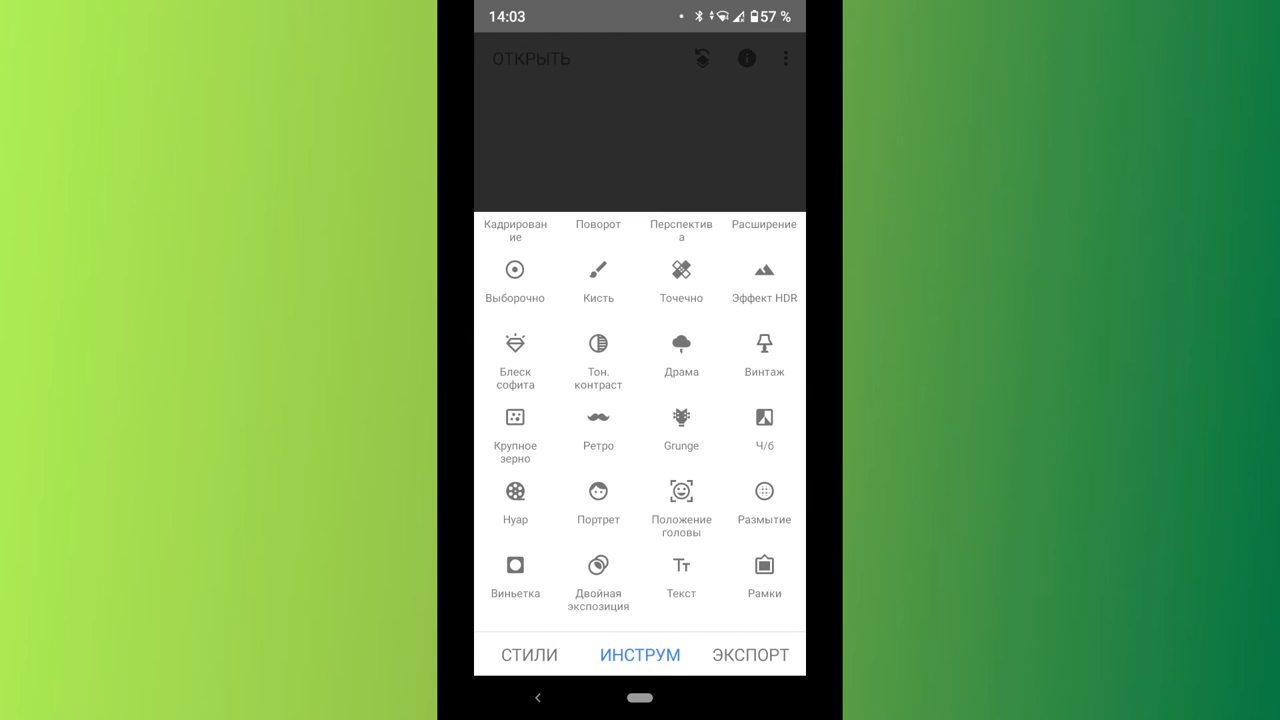 14:03
57 %
ОТКРЫТЬ
Кадрирован
ие
Поворот
Перспектив
а
Расширение
Выборочно
Кисть
Точечно
Эффект HDR
Блеск
софита
Тон.
контраст
Драма
Винтаж
Крупное
зерно
Ретро
Grunge
Ч/б
Нуар
Портрет
Положение
головы
Размытие
Виньетка
Двойная
экспозиция
Текст
Рамки
СТИЛИ
ИНСТРУМ
ЭКСПОРТ